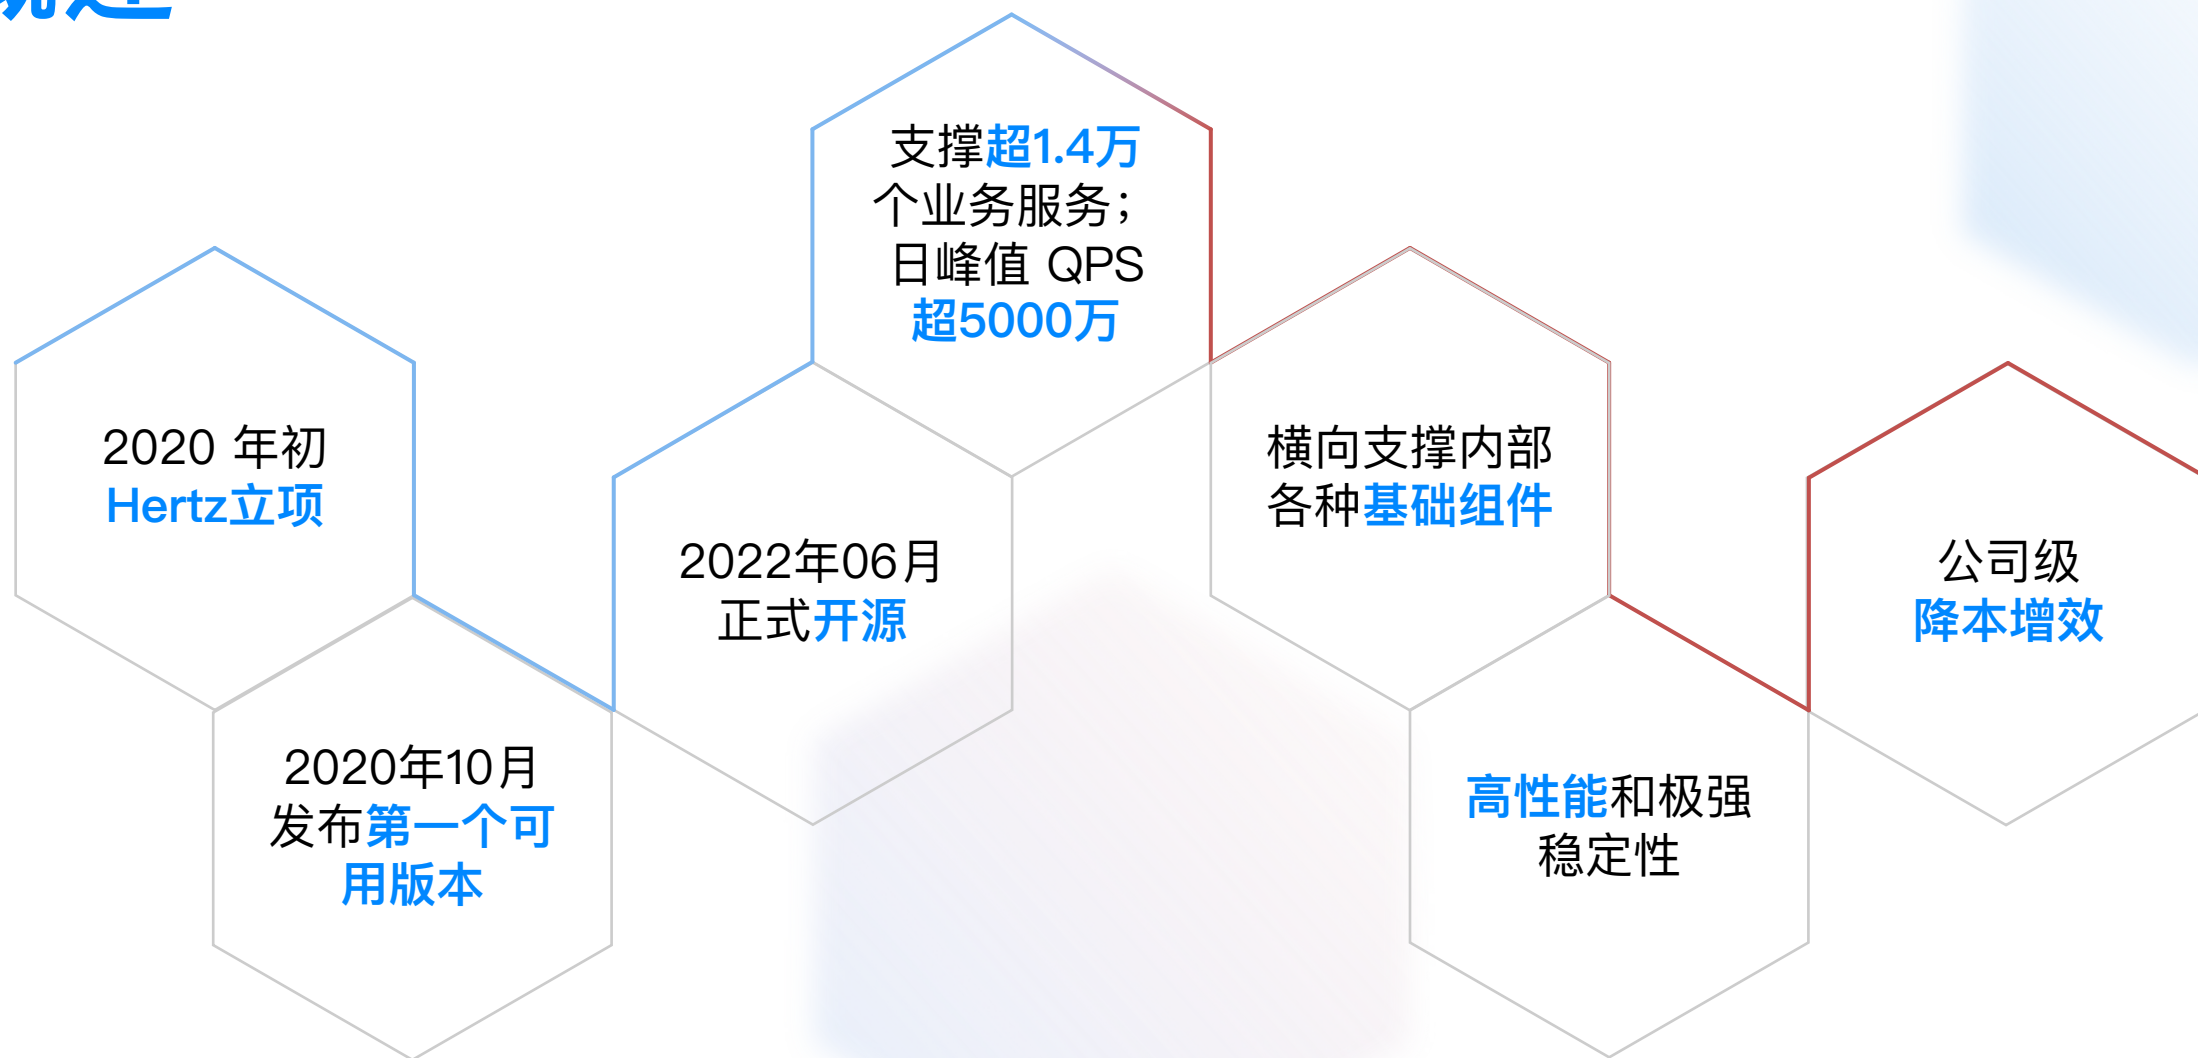 2020 年初
Hertz立项
2020年10月
发布第一个可
用版本
2022年06月
正式开源
支撑超1.4万
个业务服务；
日峰值 QPS
超5000万
横向支撑内部
各种基础组件
高性能和极强
稳定性
公司级
降本增效